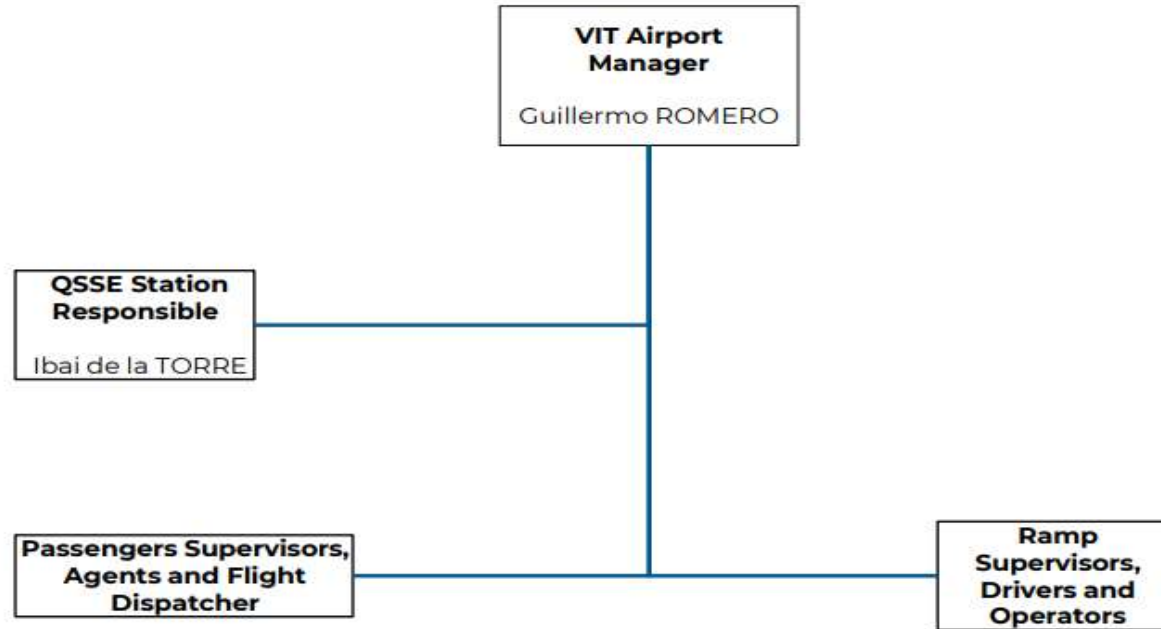 VIT Airport
Manager
Guillermo ROMERO
QSSE Station
Responsible
Ibai de la TORRE
Passengers Supervisors,
Agents and Flight
Dispatcher
Ramp
Supervisors,
Drivers and
Operators